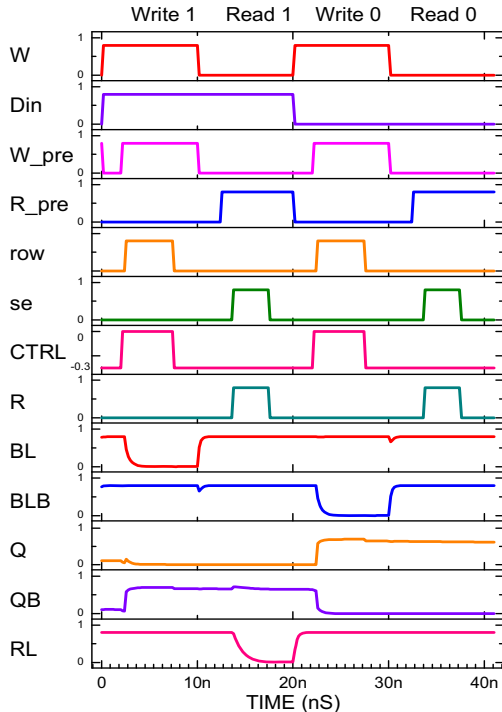 Write 1 Read 1 Write 0 Read 0
W 1 0
Din 1 0
W_pre 1 0
R_pre 1 0
row
se 1 0
CTRL 0 -0.3
R 1 0
BL 1 0
BLB 1 0
Q 1 0
QB 1 0
RL 1 0
0 10n 20n 30n 40n
TIME (nS)